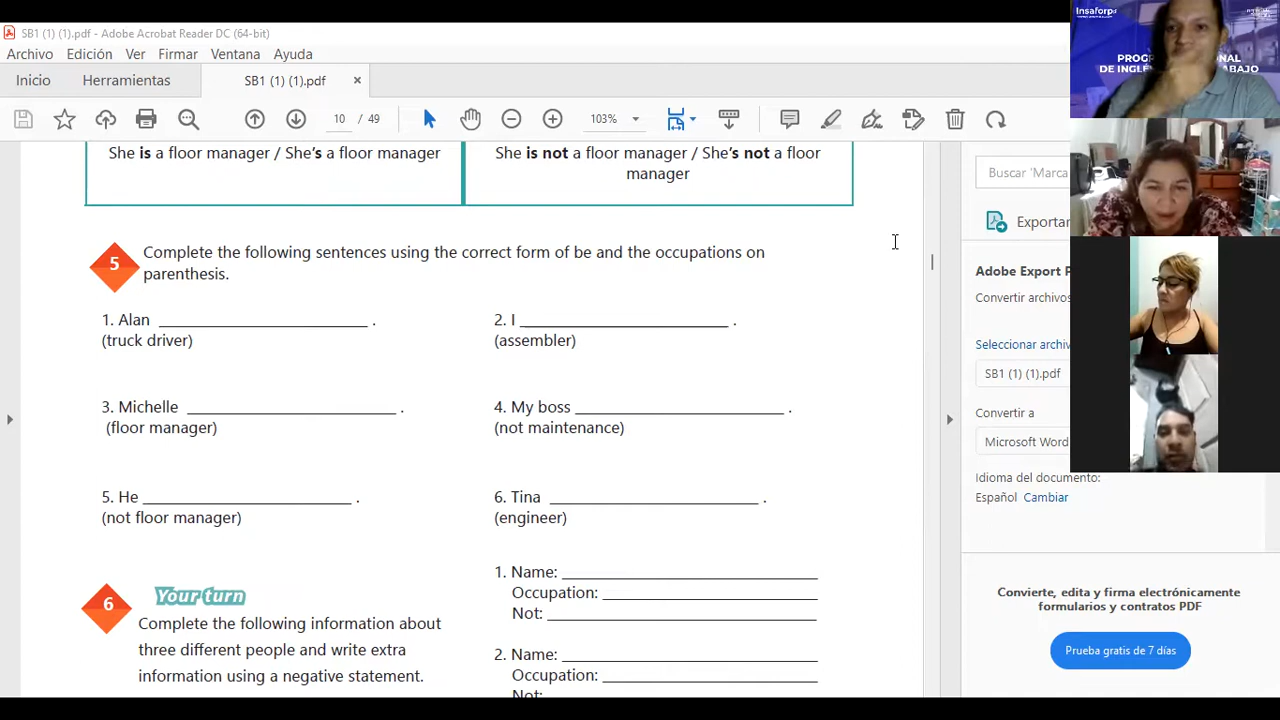 SB1 (1) (1).pdf - Adobe Acrobat Reader DC (64-bit)
Archivo Edición Ver Firmar Ventana Ayuda
Inicio Herramientas SB1 (1) (1).pdf ×
10 / 49 103%
She is a floor manager / She's a floor manager
She is not a floor manager / She's not a floor
manager
5 Complete the following sentences using the correct form of be and the occupations on
parenthesis.
1. Alan ________________________ .
(truck driver)
2. I ________________________ .
(assembler)
3. Michelle ________________________ .
(floor manager)
4. My boss ________________________ .
(not maintenance)
5. He ________________________ .
(not floor manager)
6. Tina ________________________ .
(engineer)
6 Your turn
Complete the following information about
three different people and write extra
information using a negative statement.
1. Name: ______________________________
Occupation: _________________________
Not: _______________________________
2. Name: ______________________________
Occupation: _________________________
Not:
Buscar 'Marca
Exportar
Adobe Export P
Convertir archivos
Seleccionar archiv
SB1 (1) (1).pdf
Convertir a
Microsoft Word
Idioma del documento:
Español Cambiar
Convierte, edita y firma electrónicamente
formularios y contratos PDF
Prueba gratis de 7 días
Insaforp